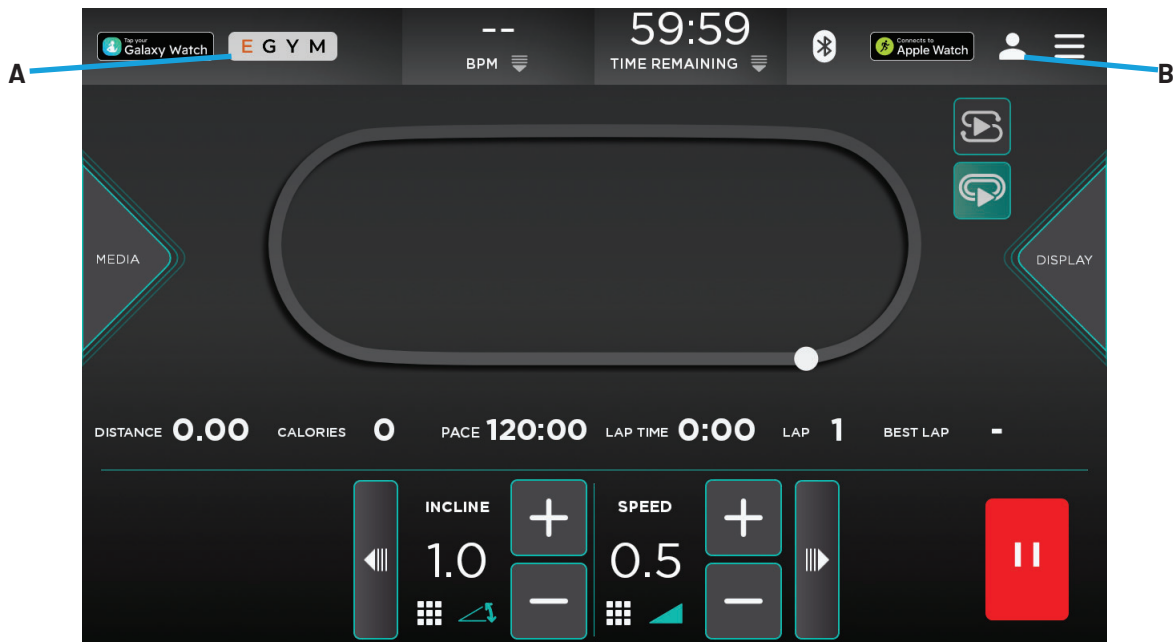 Tap your
Galaxy Watch
EGYM
--
BPM
59:59
TIME REMAINING
Connects to
Apple Watch
A
B
MEDIA
DISPLAY
DISTANCE 0.00 CALORIES 0 PACE 120:00 LAP TIME 0:00 LAP 1 BEST LAP -
INCLINE
1.0
SPEED
0.5